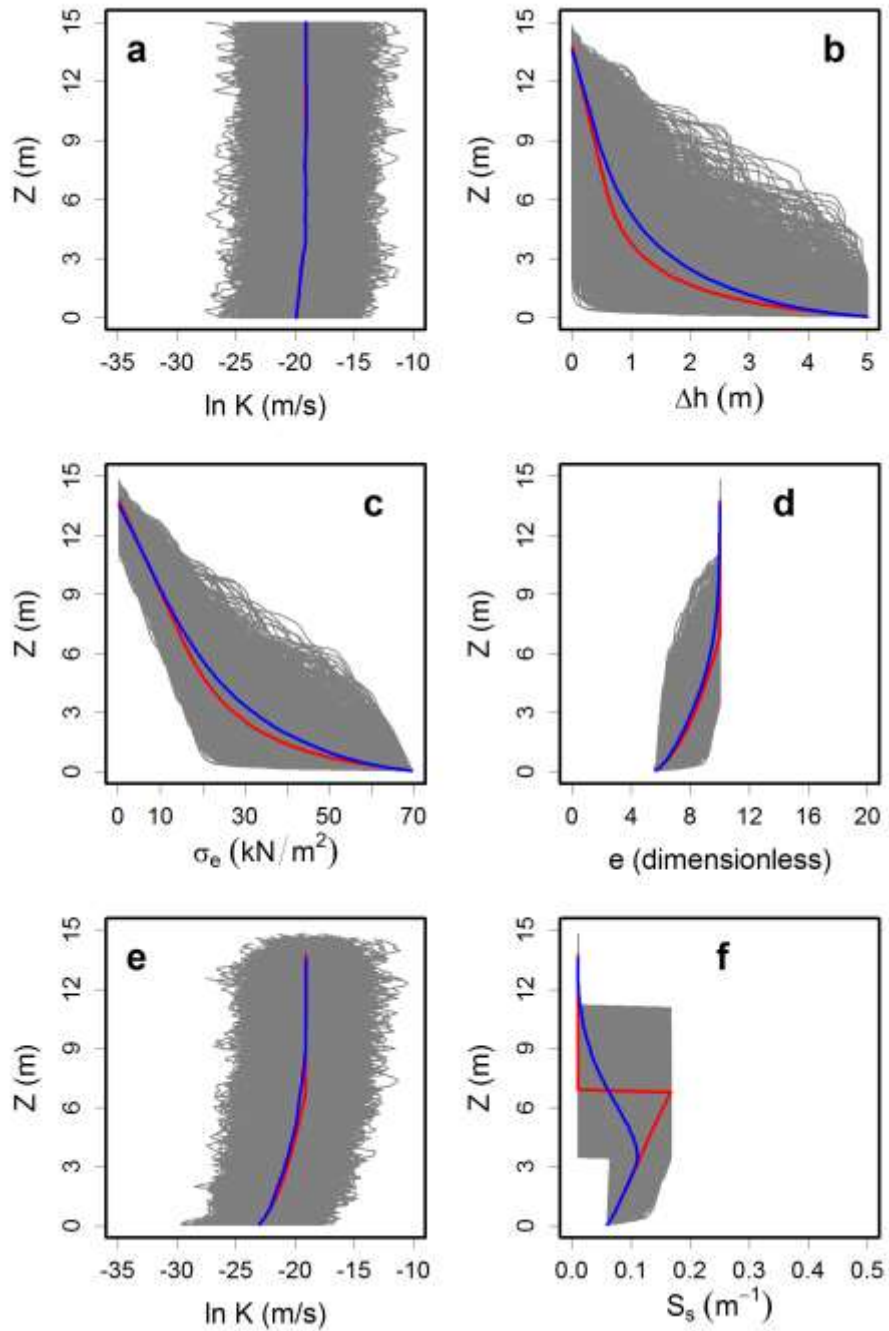 a
Z (m)
0 3 6 9 12 15
-35 -30 -25 -20 -15 -10
ln K (m/s)
b
Z (m)
0 3 6 9 12 15
0 1 2 3 4 5
Δh (m)
c
Z (m)
0 3 6 9 12 15
0 10 30 50 70
σₑ (kN/m²)
d
Z (m)
0 3 6 9 12 15
0 4 8 12 16 20
e (dimensionless)
e
Z (m)
0 3 6 9 12 15
-35 -30 -25 -20 -15 -10
ln K (m/s)
f
Z (m)
0 3 6 9 12 15
0.0 0.1 0.2 0.3 0.4 0.5
Sₛ (m⁻¹)